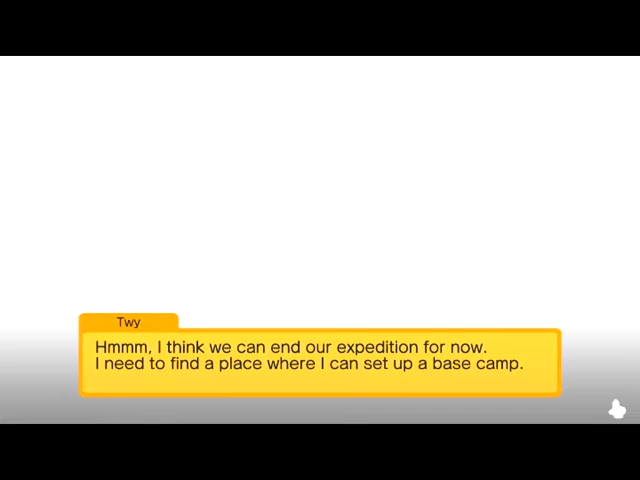 Twy
Hmmm, I think we can end our expedition for now.
I need to find a place where I can set up a base camp.